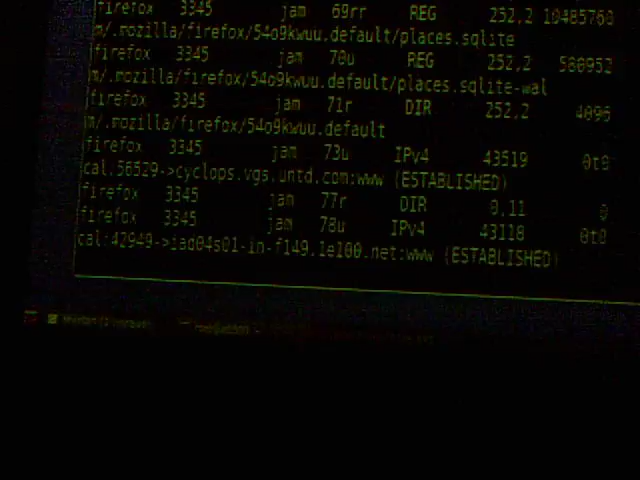 firefox 3345 jam 69rr REG 252,2 10485760
m/.mozilla/firefox/54o9kwuu.default/places.sqlite
firefox 3345 jam 70u REG 252,2 580952
m/.mozilla/firefox/54o9kwuu.default/places.sqlite-wal
firefox 3345 jam 71r DIR 252,2 4096
m/.mozilla/firefox/54o9kwuu.default
firefox 3345 jam 73u IPv4 43519 0t0
cal.56529->cyclops.vgs.untd.com:www (ESTABLISHED)
firefox 3345 jam 77r DIR 0,11 0
firefox 3345 jam 78u IPv4 43118 0t0
cal:42949->iad04s01-in-f149.1e100.net:www (ESTABLISHED)